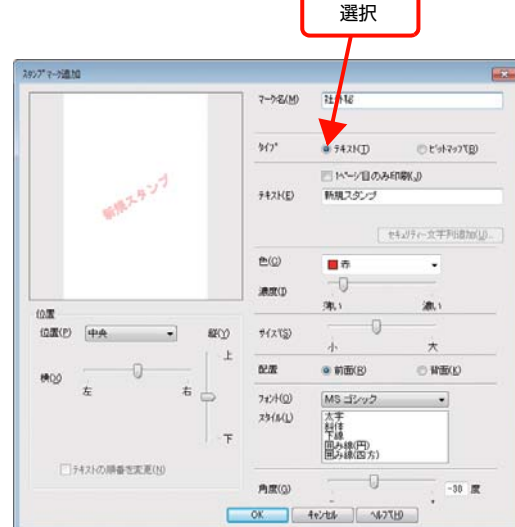 選択
スタンプマーク追加
マーク名(M)
社外秘
タイプ
テキスト(T)
ビットマップ(B)
1ページ目のみ印刷(J)
テキスト(E)
新規スタンプ
セキュリティー文字列追加(U)...
新規スタンプ
色(C)
赤
濃度(I)
薄い
濃い
位置
位置(P)
中央
縦(Y)
上
横(X)
左
右
下
サイズ(S)
小
大
配置
前面(R)
背面(K)
フォント(O)
MS ゴシック
スタイル(L)
太字
斜体
下線
囲み線(円)
囲み線(四方)
テキストの順番を変更(N)
角度(G)
-30 度
OK
キャンセル
ヘルプ(H)